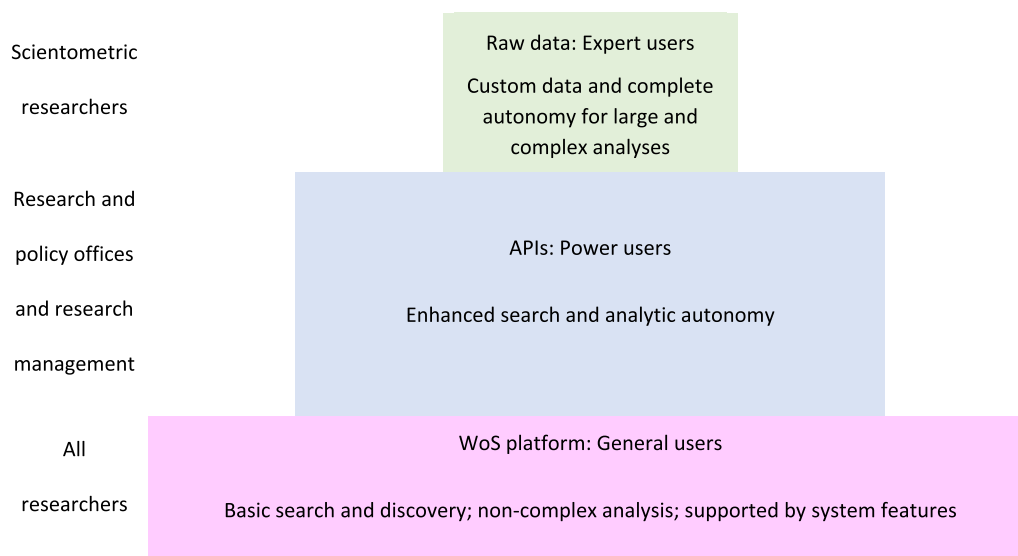 Scientometric
researchers
Raw data: Expert users
Custom data and complete
autonomy for large and
complex analyses
Research and
policy offices
and research
management
APIs: Power users
Enhanced search and analytic autonomy
All
researchers
WoS platform: General users
Basic search and discovery; non-complex analysis; supported by system features